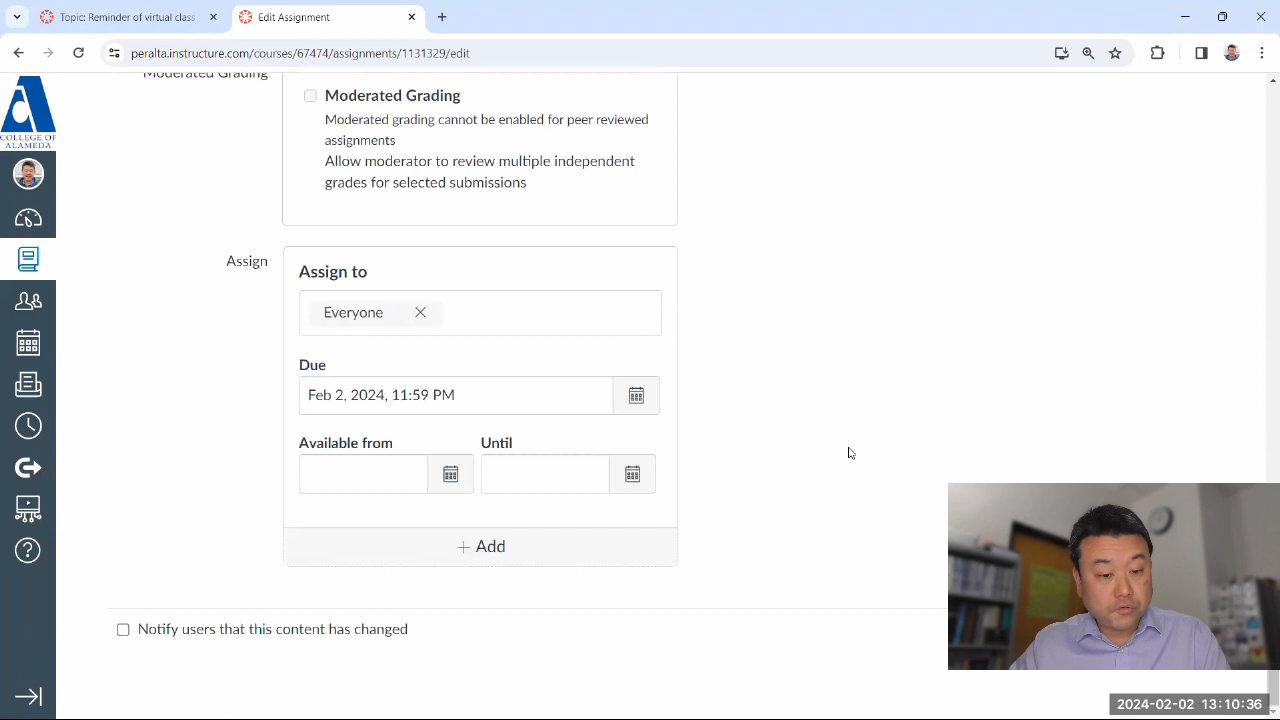 Topic: Reminder of virtual class
Edit Assignment
peralta.instructure.com/courses/67474/assignments/1131329/edit
COLLEGE OF
ALAMEDA
Moderated Grading
Moderated Grading
Moderated grading cannot be enabled for peer reviewed
assignments
Allow moderator to review multiple independent
grades for selected submissions
Assign
Assign to
Everyone
Due
Feb 2, 2024, 11:59 PM
Available from
Until
+ Add
Notify users that this content has changed
2024-02-02 13:10:36